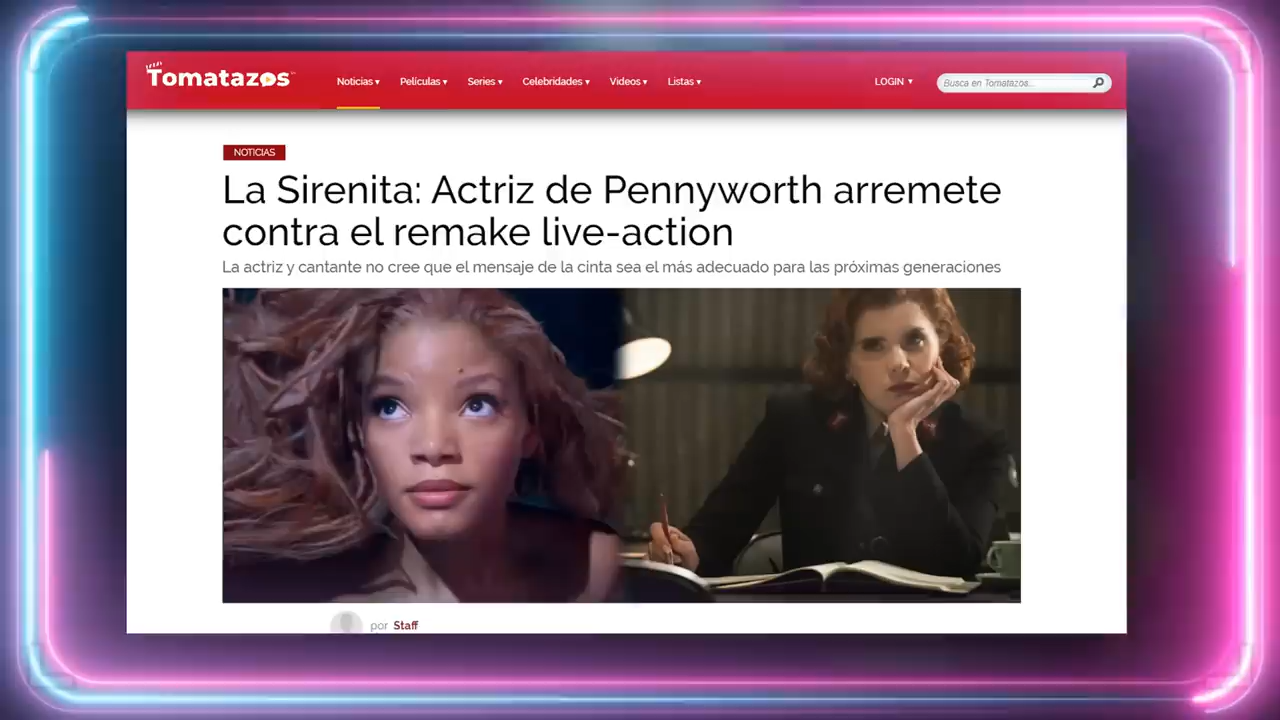 Tomatazos
Noticias ▾ Películas ▾ Series ▾ Celebridades ▾ Videos ▾ Listas ▾ LOGIN ▾ Busca en Tomatazos...
NOTICIAS
La Sirenita: Actriz de Pennyworth arremete
contra el remake live-action
La actriz y cantante no cree que el mensaje de la cinta sea el más adecuado para las próximas generaciones
por Staff